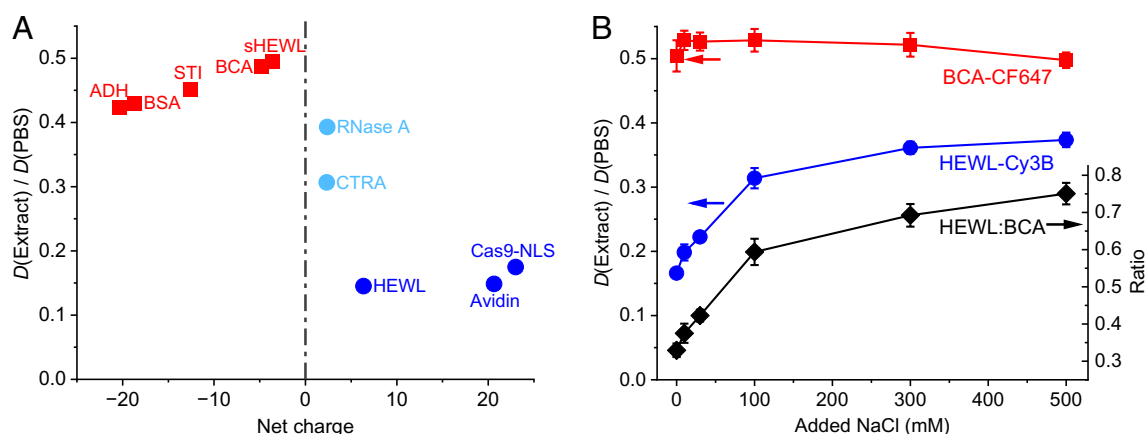 A
D(Extract) / D(PBS)
0.5
0.4
0.3
0.2
0.1
0.0
−20
−10
0
10
20
Net charge
sHEWL
BCA
STI
ADH
BSA
RNase A
CTRA
Cas9-NLS
HEWL
Avidin
B
D(Extract) / D(PBS)
0.5
0.4
0.3
0.2
0.1
0.0
0
100
200
300
400
500
Added NaCl (mM)
BCA-CF647
HEWL-Cy3B
HEWL:BCA
0.8
0.7
0.6
0.5
0.4
0.3
Ratio